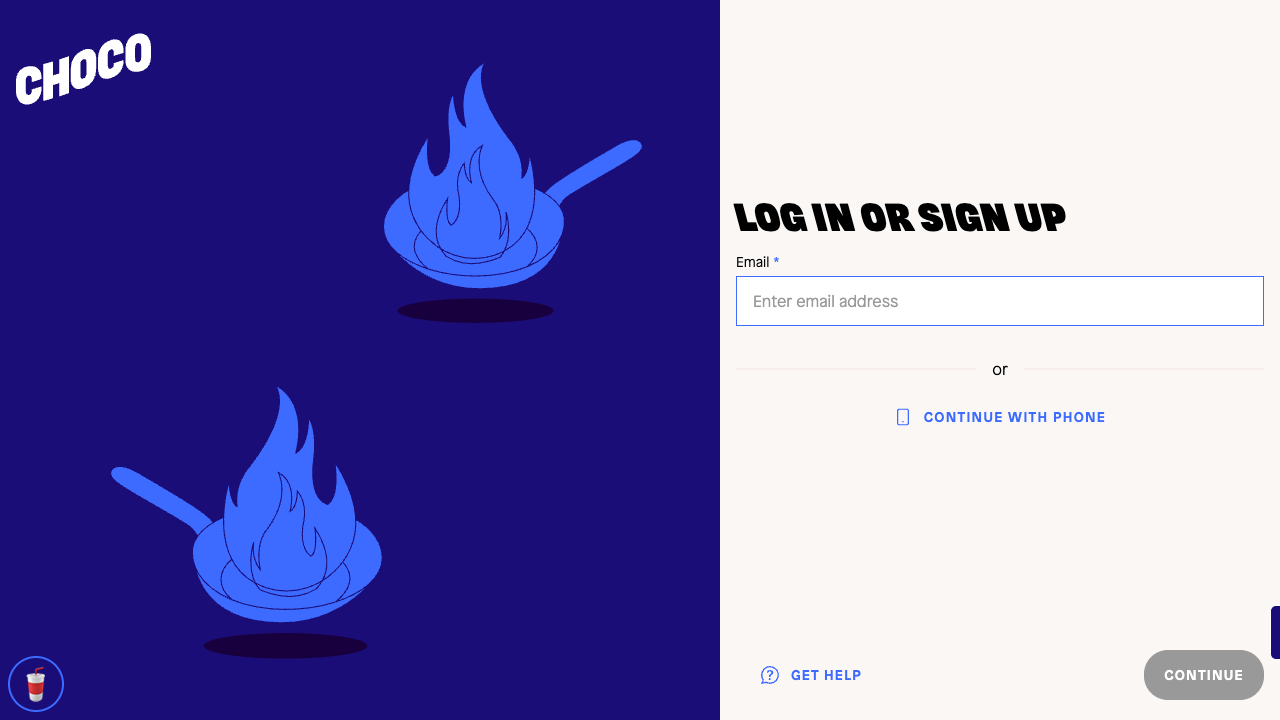 CHOCO
LOG IN OR SIGN UP
Email *
Enter email address
or
CONTINUE WITH PHONE
GET HELP
CONTINUE